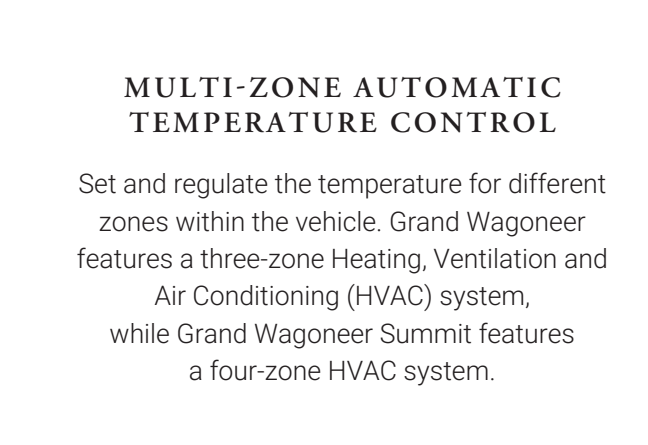 MULTI-ZONE AUTOMATIC
TEMPERATURE CONTROL
Set and regulate the temperature for different
zones within the vehicle. Grand Wagoneer
features a three-zone Heating, Ventilation and
Air Conditioning (HVAC) system,
while Grand Wagoneer Summit features
a four-zone HVAC system.